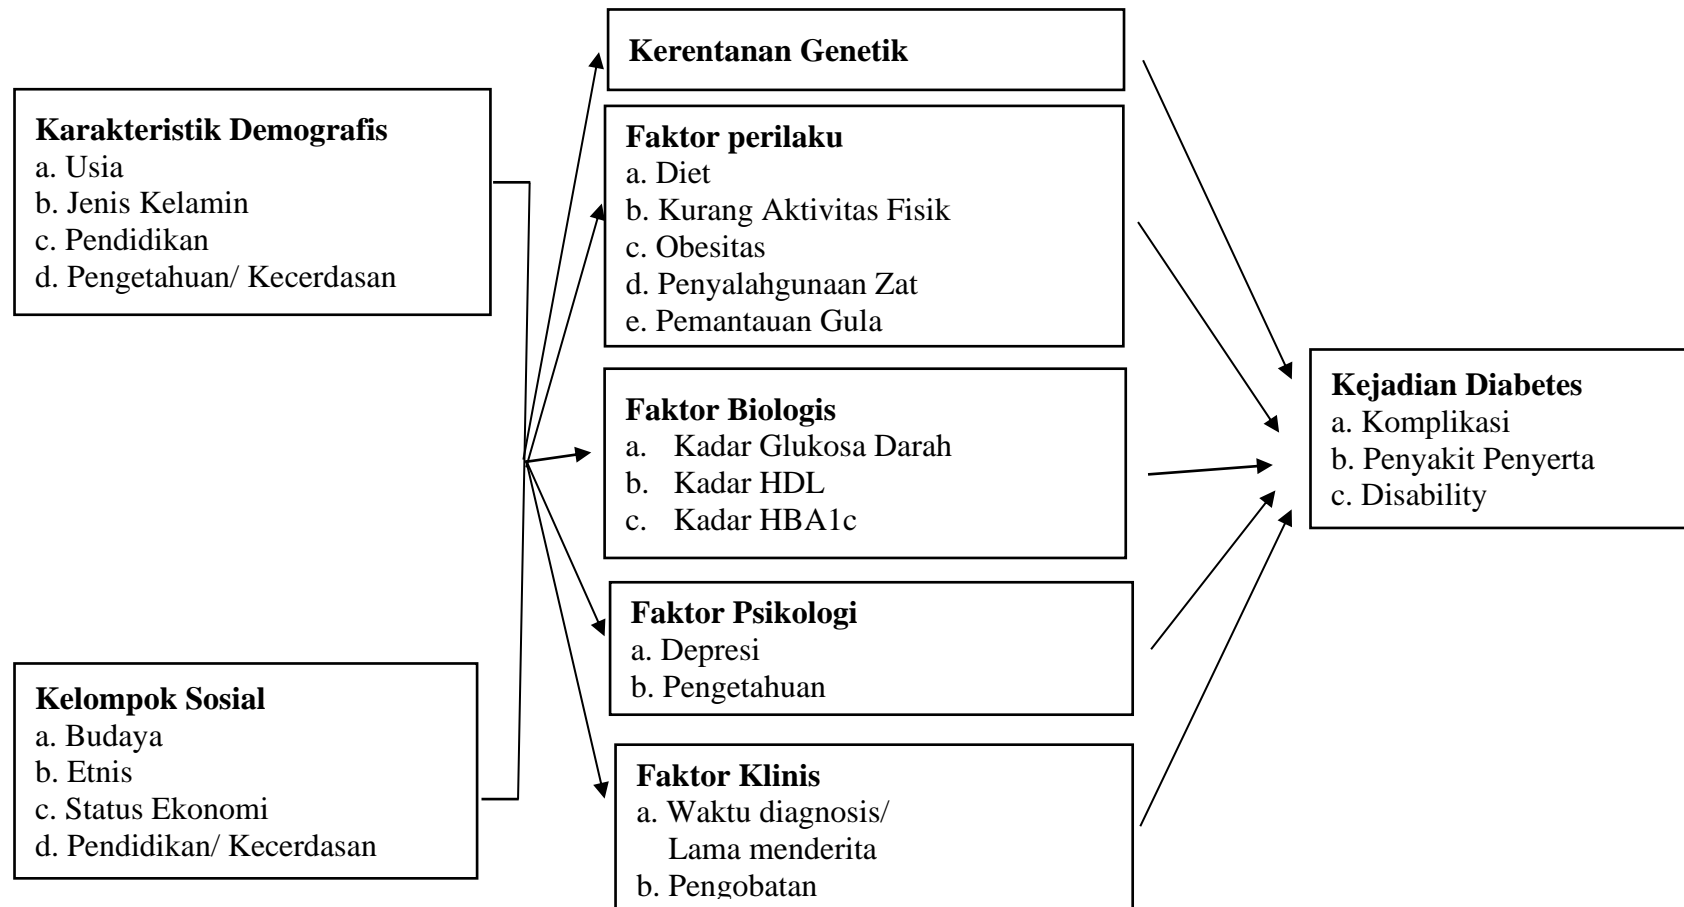 Karakteristik Demografis
a. Usia
b. Jenis Kelamin
c. Pendidikan
d. Pengetahuan/ Kecerdasan
Kelompok Sosial
a. Budaya
b. Etnis
c. Status Ekonomi
d. Pendidikan/ Kecerdasan
Kerentanan Genetik
Faktor perilaku
a. Diet
b. Kurang Aktivitas Fisik
c. Obesitas
d. Penyalahgunaan Zat
e. Pemantauan Gula
Faktor Biologis
a. Kadar Glukosa Darah
b. Kadar HDL
c. Kadar HBA1c
Faktor Psikologi
a. Depresi
b. Pengetahuan
Faktor Klinis
a. Waktu diagnosis/
Lama menderita
b. Pengobatan
Kejadian Diabetes
a. Komplikasi
b. Penyakit Penyerta
c. Disability